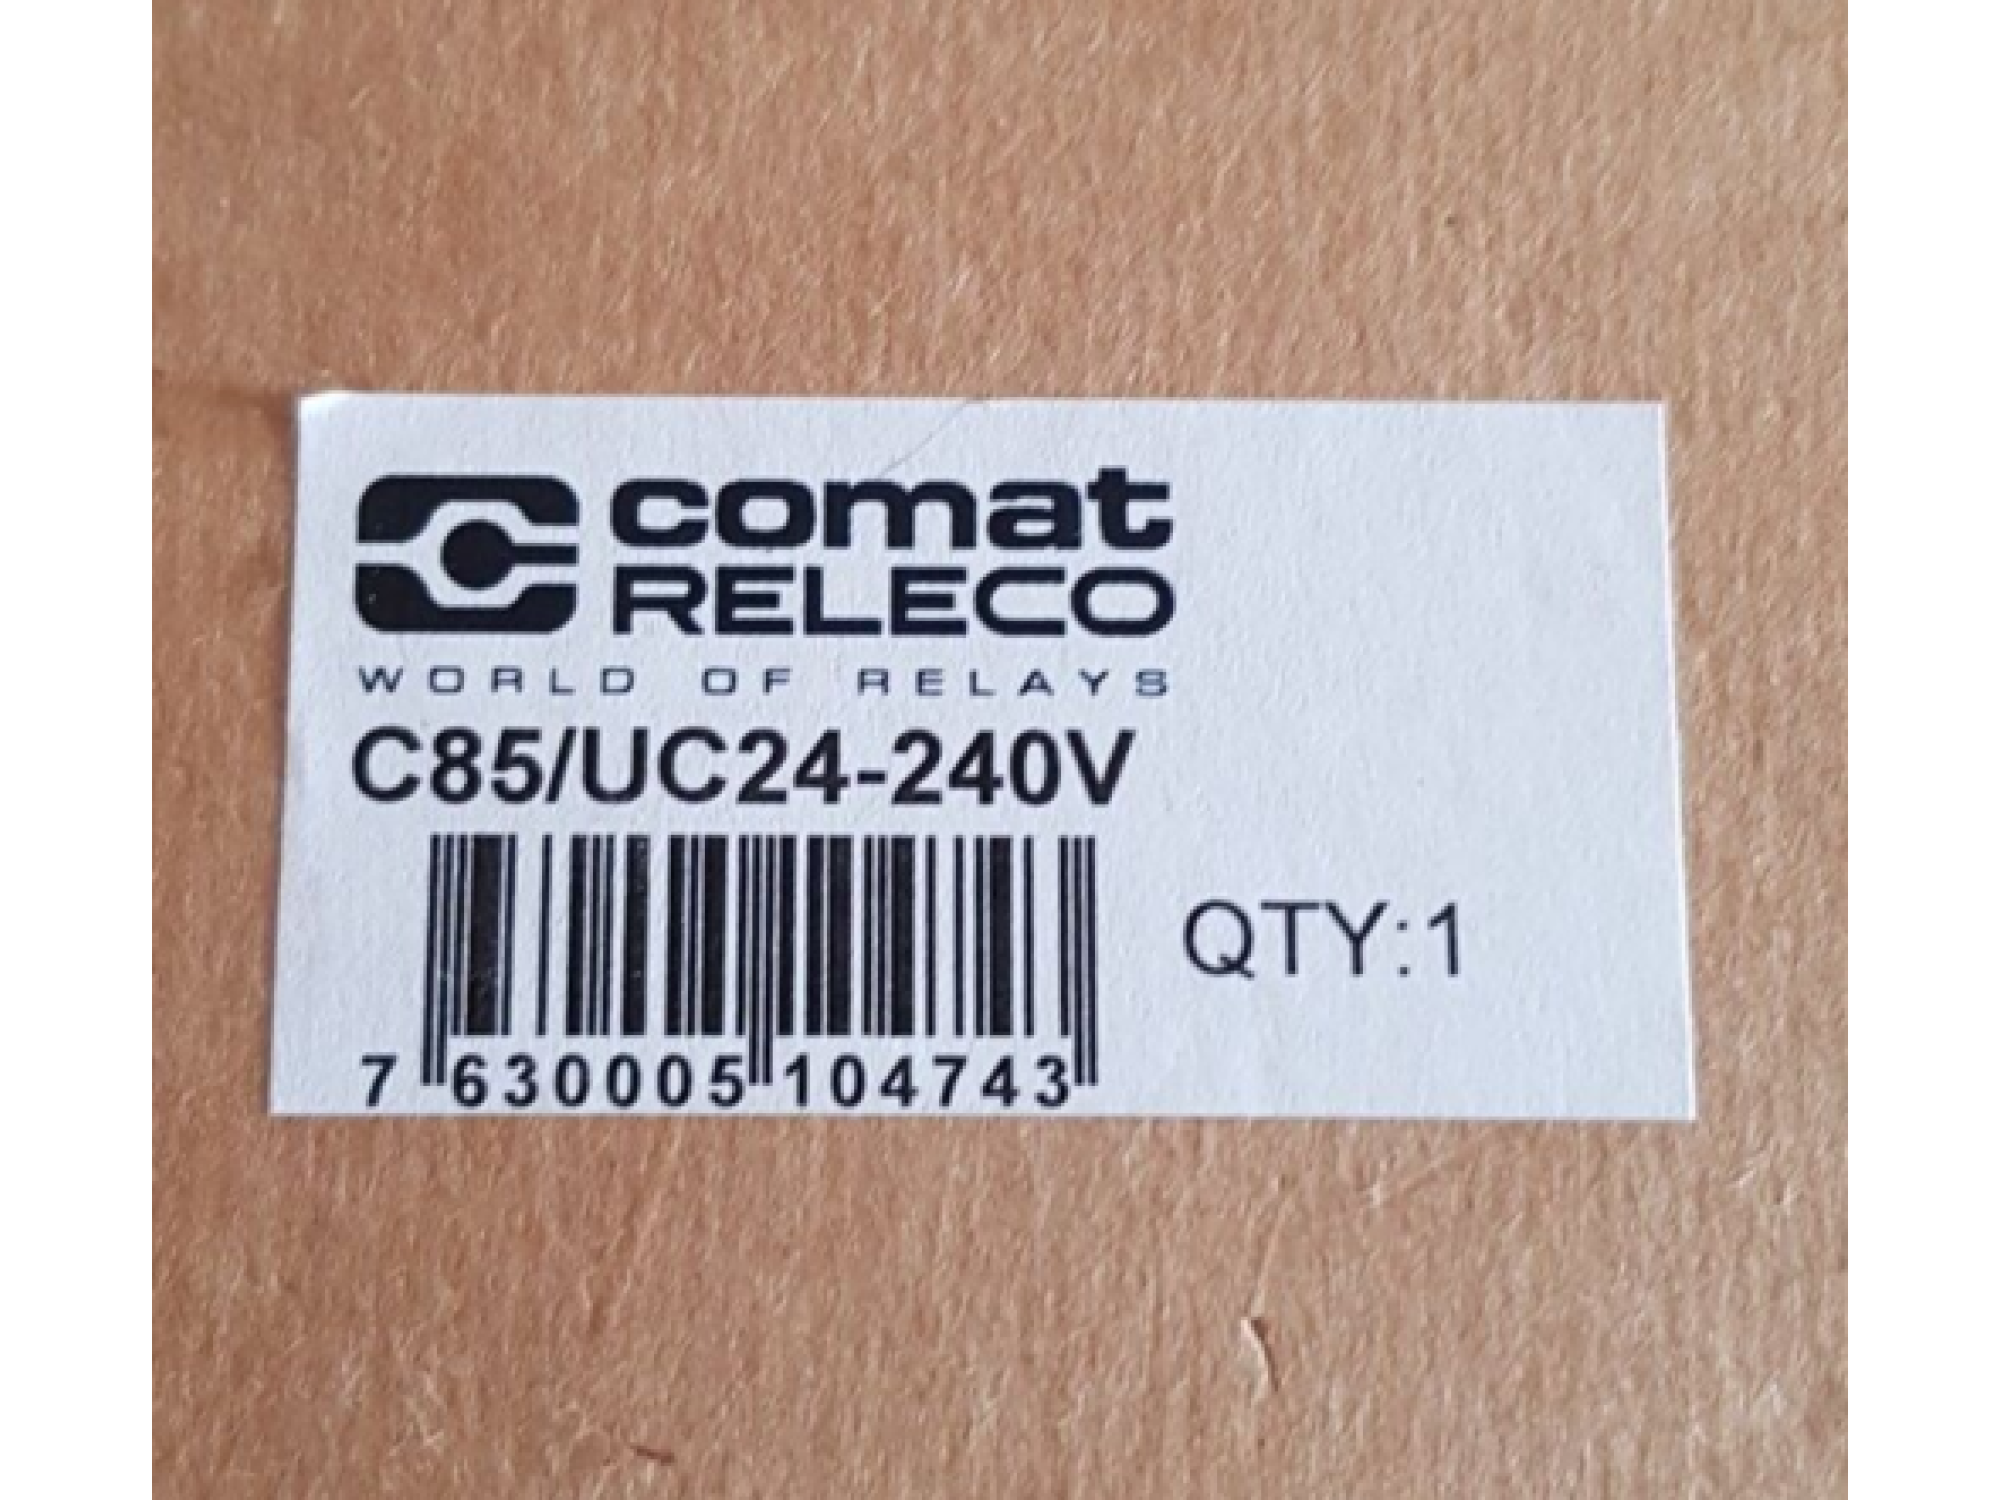 comat
RELECO
WORLD OF RELAYS
C85/UC24-240V
QTY:1
7 630005 104743